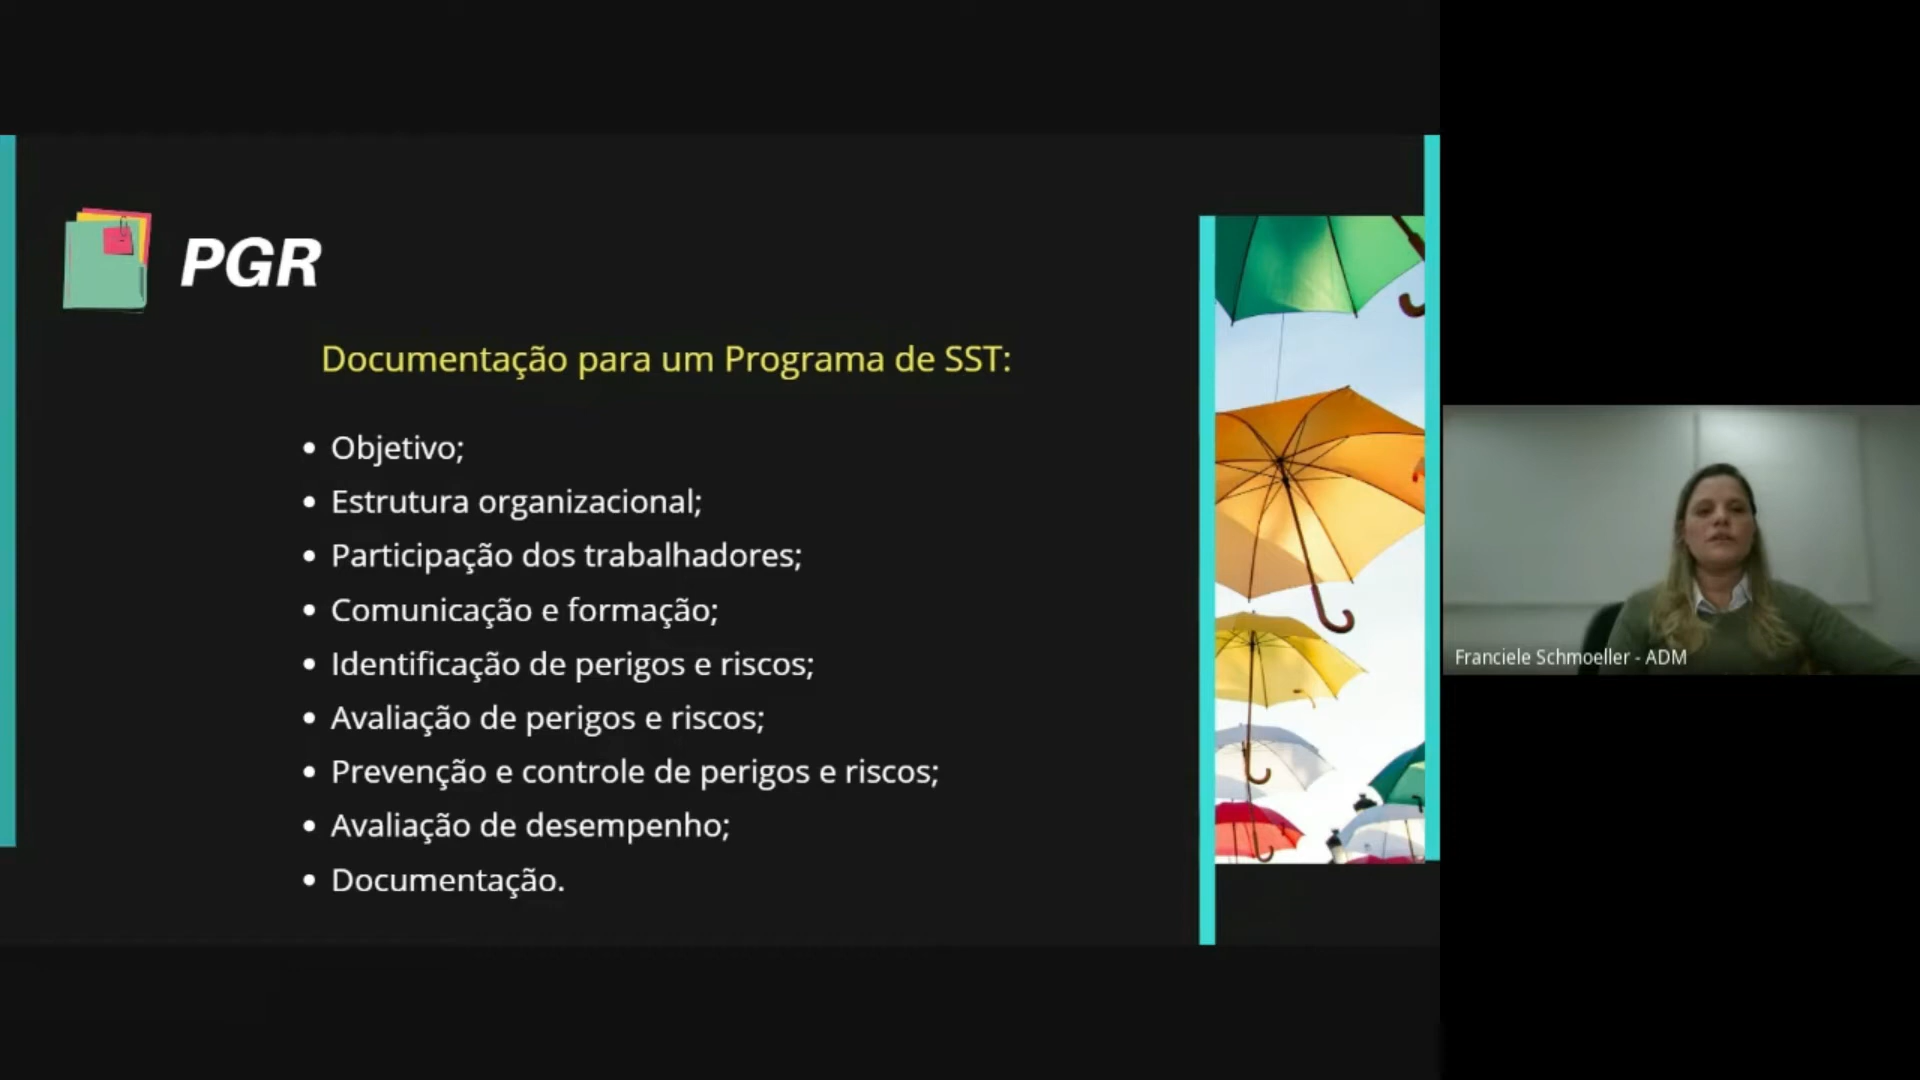 PGR
Documentação para um Programa de SST:
• Objetivo;
• Estrutura organizacional;
• Participação dos trabalhadores;
• Comunicação e formação;
• Identificação de perigos e riscos;
• Avaliação de perigos e riscos;
• Prevenção e controle de perigos e riscos;
• Avaliação de desempenho;
• Documentação.
Franciele Schmoeller - ADM